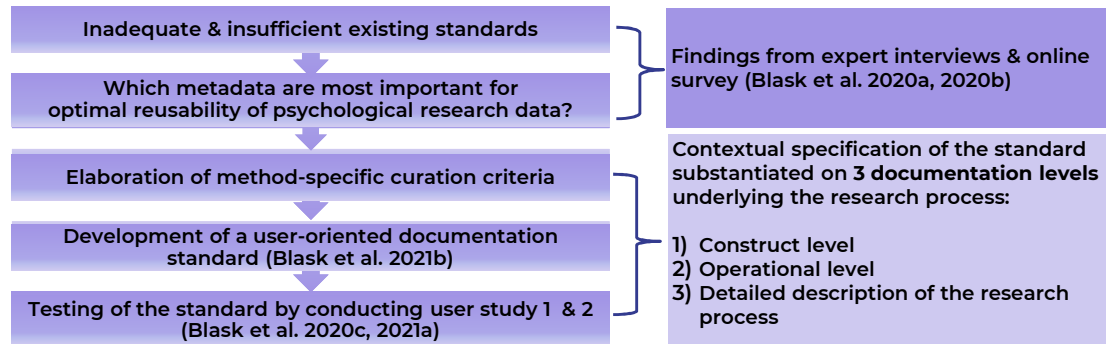 Inadequate & insufficient existing standards
Which metadata are most important for
optimal reusability of psychological research data?
Elaboration of method-specific curation criteria
Development of a user-oriented documentation
standard (Blask et al. 2021b)
Testing of the standard by conducting user study 1 & 2
(Blask et al. 2020c, 2021a)
Findings from expert interviews & online
survey (Blask et al. 2020a, 2020b)
Contextual specification of the standard
substantiated on 3 documentation levels
underlying the research process:
1) Construct level
2) Operational level
3) Detailed description of the research
process